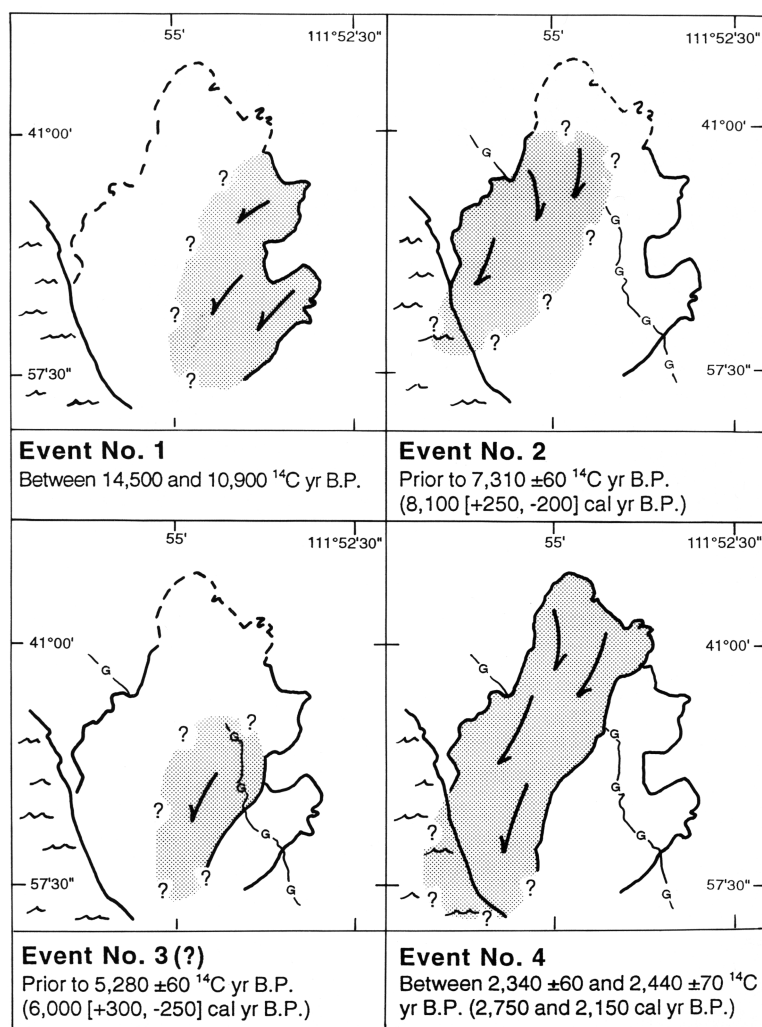 55'
111°52'30"
41°00'
57'30"
?
?
?
?
?
Event No. 1
Between 14,500 and 10,900 ¹⁴C yr B.P.
55'
111°52'30"
41°00'
57'30"
?
?
G
?
G
?
G
?
G
?
?
G
G
Event No. 2
Prior to 7,310 ±60 ¹⁴C yr B.P.
(8,100 [+250, -200] cal yr B.P.)
55'
111°52'30"
41°00'
57'30"
G
?
?
G
G
?
G
?
?
G
Event No. 3 (?)
Prior to 5,280 ±60 ¹⁴C yr B.P.
(6,000 [+300, -250] cal yr B.P.)
55'
111°52'30"
41°00'
57'30"
G
G
G
?
G
G
?
?
?
G
Event No. 4
Between 2,340 ±60 and 2,440 ±70 ¹⁴C
yr B.P. (2,750 and 2,150 cal yr B.P.)